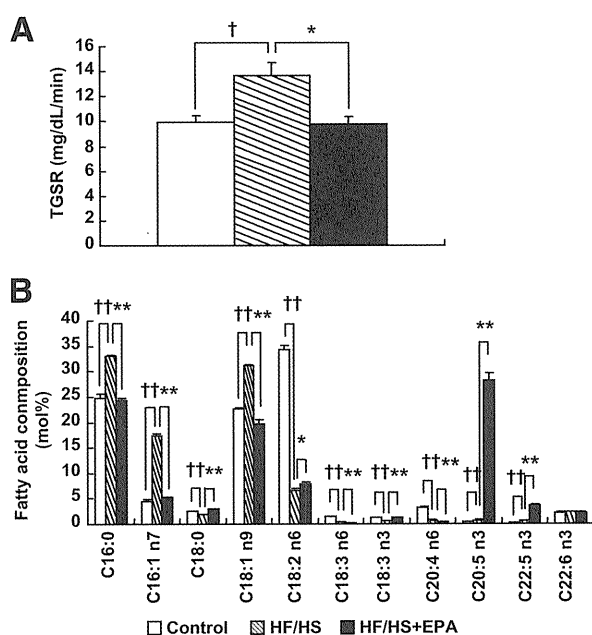 A
† *
TGSR (mg/dL/min)
16
14
12
10
8
6
4
2
0
B
Fatty acid conmposition
(mol%)
40
35
30
25
20
15
10
5
0
††** ††** ††** ††** †† * ††** ††** ††** †† ** †† **
C16:0
C16:1 n7
C18:0
C18:1 n9
C18:2 n6
C18:3 n6
C18:3 n3
C20:4 n6
C20:5 n3
C22:5 n3
C22:6 n3
Control HF/HS HF/HS+EPA